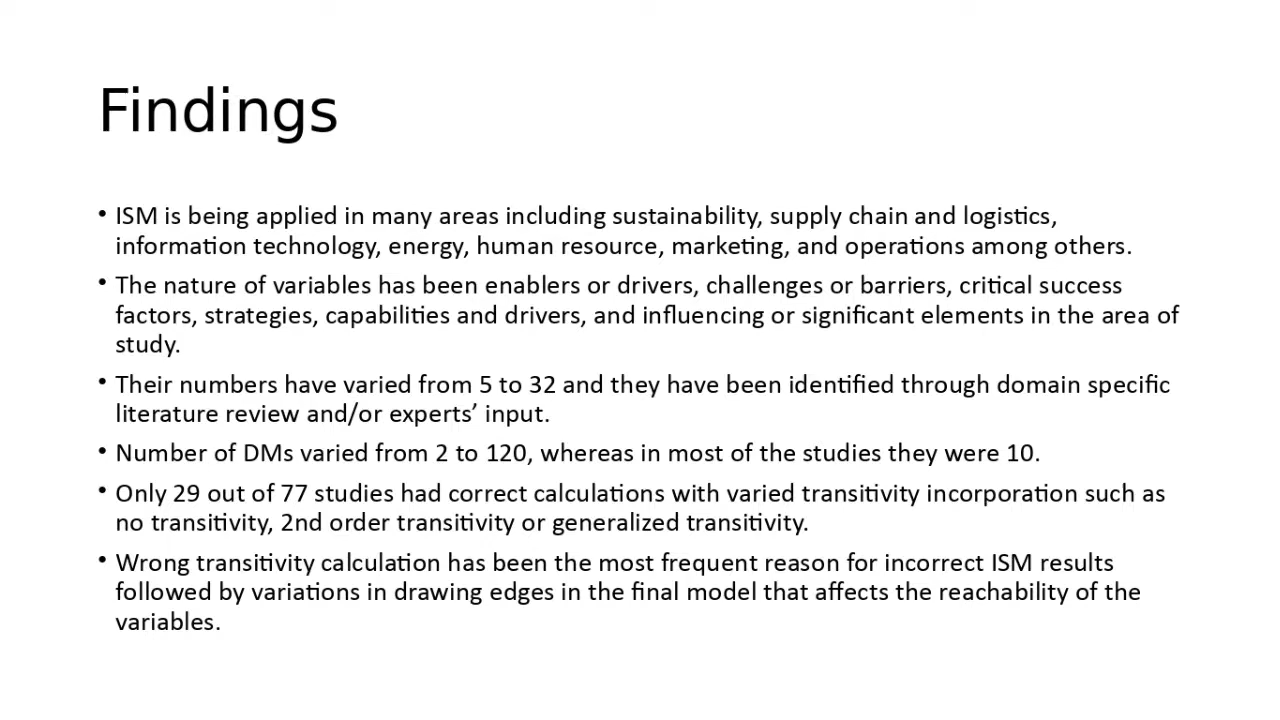 Findings
• ISM is being applied in many areas including sustainability, supply chain and logistics,
information technology, energy, human resource, marketing, and operations among others.
• The nature of variables has been enablers or drivers, challenges or barriers, critical success
factors, strategies, capabilities and drivers, and influencing or significant elements in the area of
study.
• Their numbers have varied from 5 to 32 and they have been identified through domain specific
literature review and/or experts’ input.
• Number of DMs varied from 2 to 120, whereas in most of the studies they were 10.
• Only 29 out of 77 studies had correct calculations with varied transitivity incorporation such as
no transitivity, 2nd order transitivity or generalized transitivity.
• Wrong transitivity calculation has been the most frequent reason for incorrect ISM results
followed by variations in drawing edges in the final model that affects the reachability of the
variables.